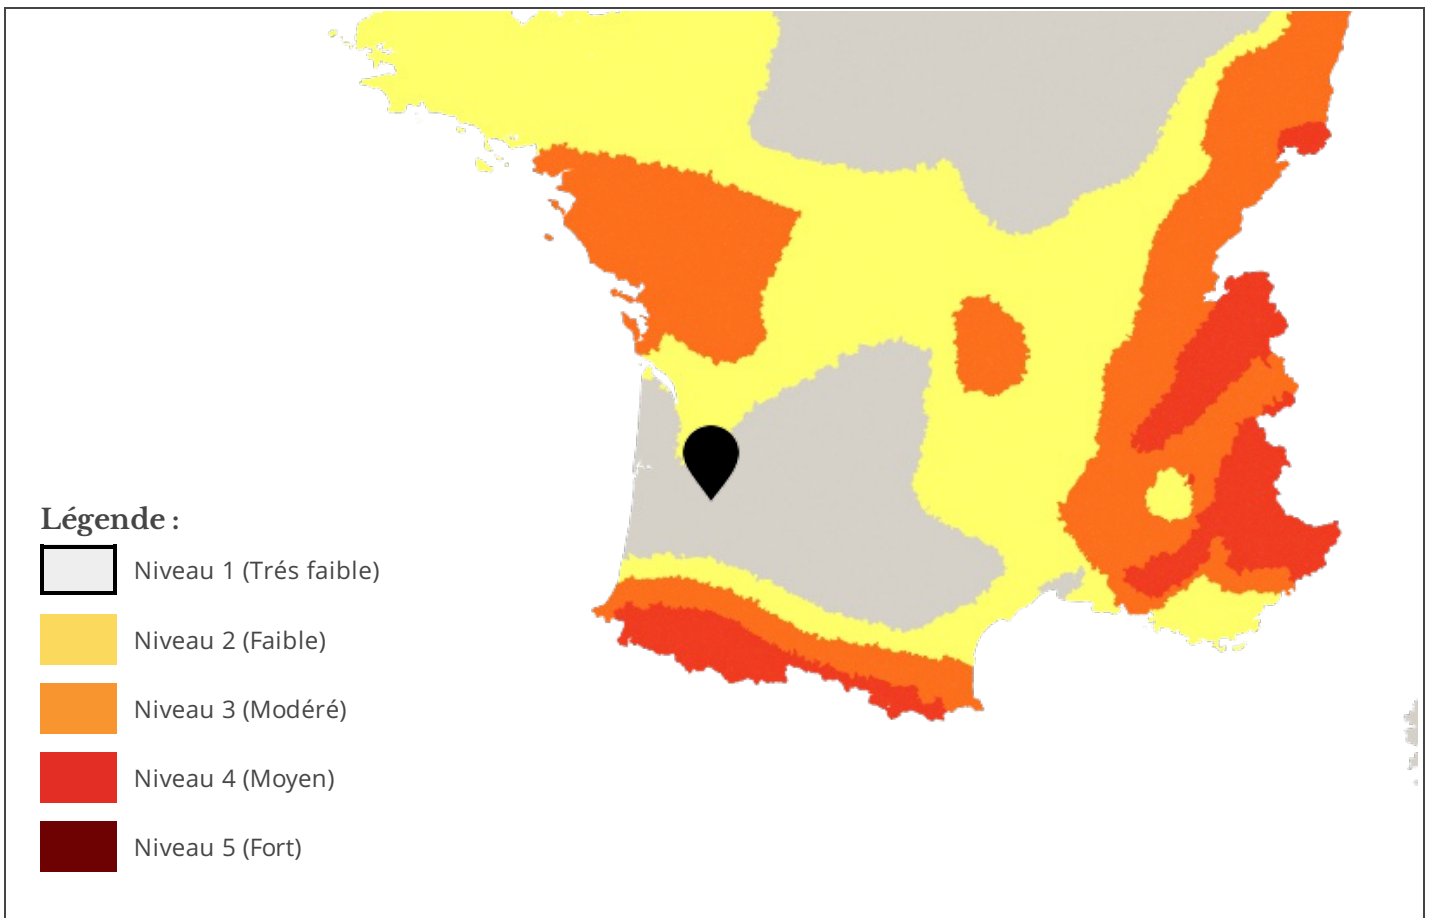 Légende :
Niveau 1 (Trés faible)
Niveau 2 (Faible)
Niveau 3 (Modéré)
Niveau 4 (Moyen)
Niveau 5 (Fort)